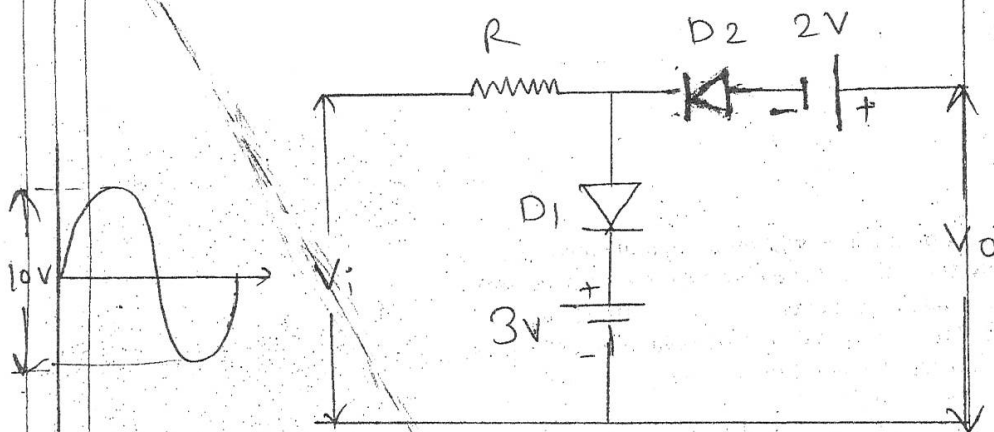 R
D2
2V
-
+
D1
10V
Vi
Vo
+
3V
-